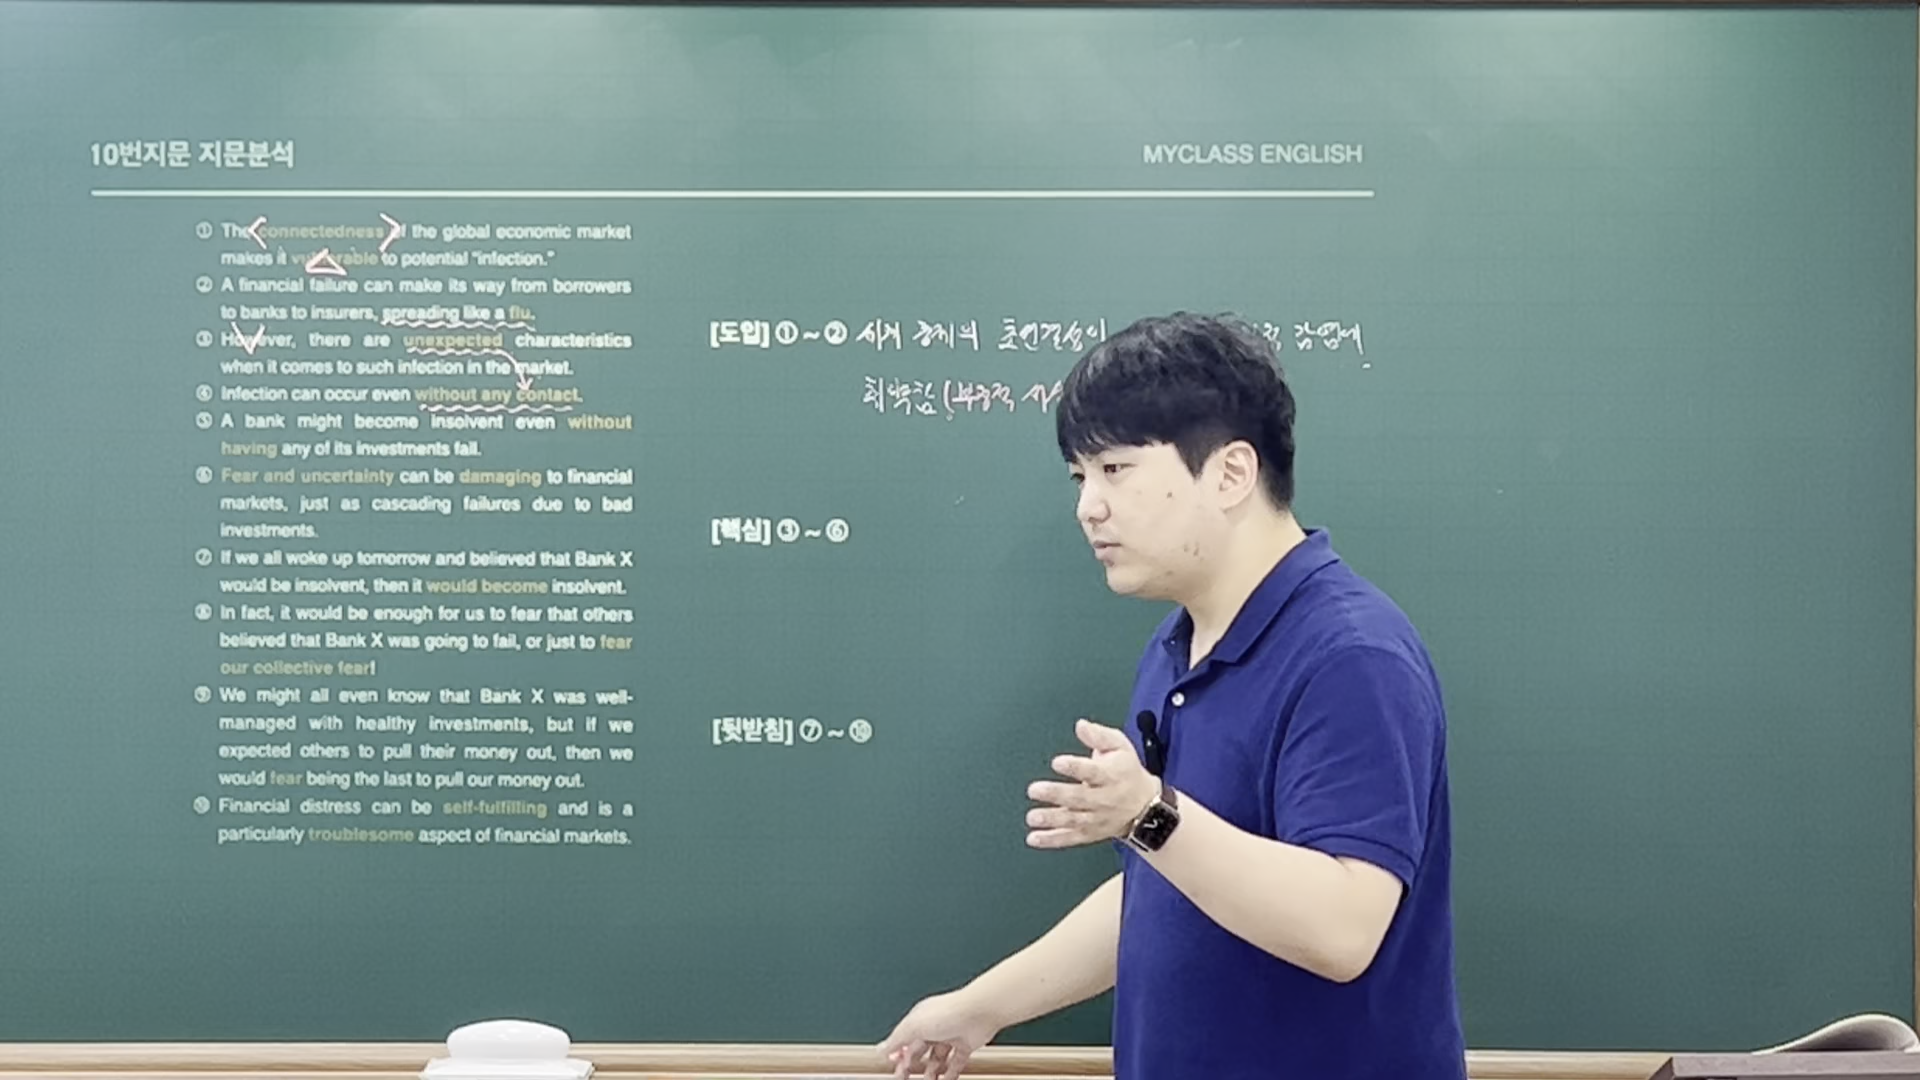 10번지문 지문분석
MYCLASS ENGLISH
① The connectedness of the global economic market
makes it vulnerable to potential "infection."
② A financial failure can make its way from borrowers
to banks to insurers, spreading like a flu.
③ However, there are unexpected characteristics
when it comes to such infection in the market.
④ Infection can occur even without any contact.
⑤ A bank might become insolvent even without
having any of its investments fail.
⑥ Fear and uncertainty can be damaging to financial
markets, just as cascading failures due to bad
investments.
⑦ If we all woke up tomorrow and believed that Bank X
would be insolvent, then it would become insolvent.
⑧ In fact, it would be enough for us to fear that others
believed that Bank X was going to fail, or just to fear
our collective fear!
⑨ We might all even know that Bank X was well-
managed with healthy investments, but if we
expected others to pull their money out, then we
would fear being the last to pull our money out.
⑩ Financial distress can be self-fulfilling and is a
particularly troublesome aspect of financial markets.
[도입] ① ~ ② 세계 경제의 초연결성이 감염에
취약함 (부정적
[핵심] ③ ~ ⑥
[뒷받침] ⑦ ~ ⑩